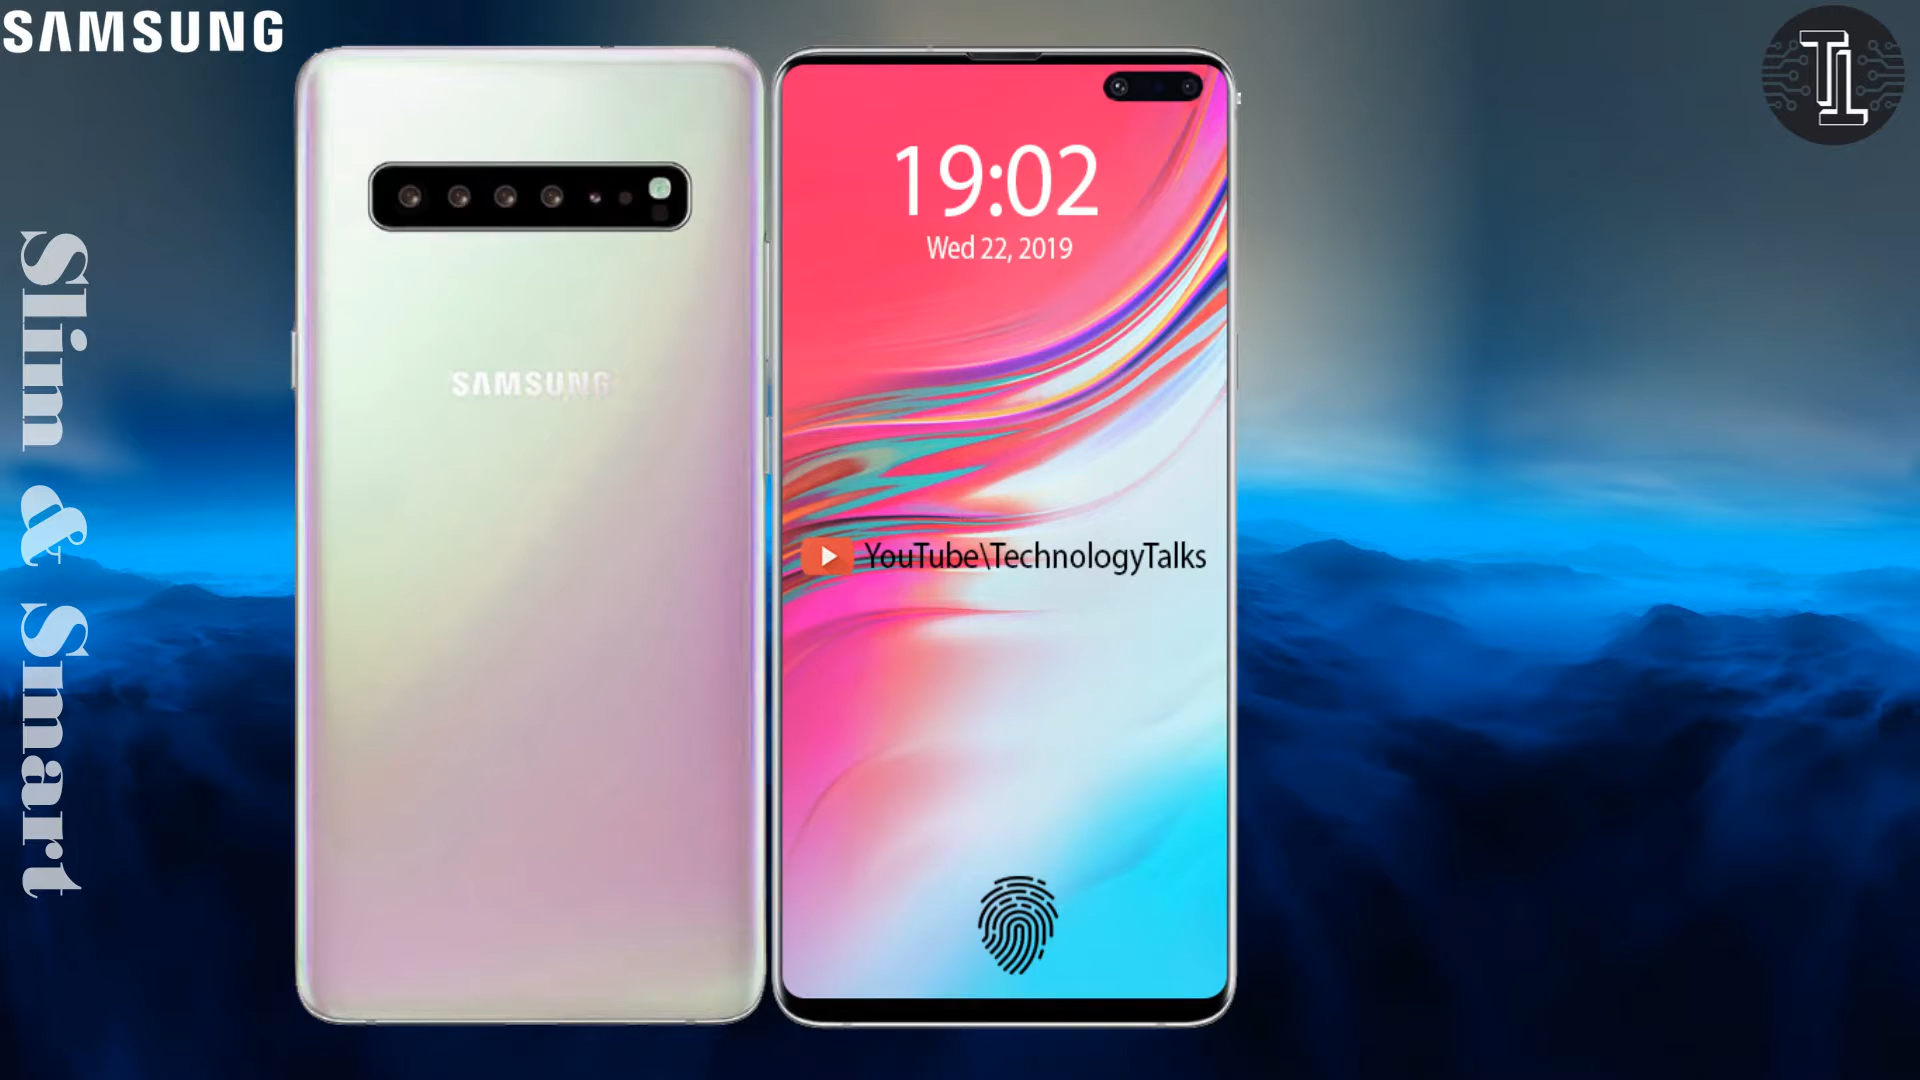 SAMSUNG
Slim & Smart
SAMSUNG
19:02
Wed 22, 2019
YouTube\TechnologyTalks